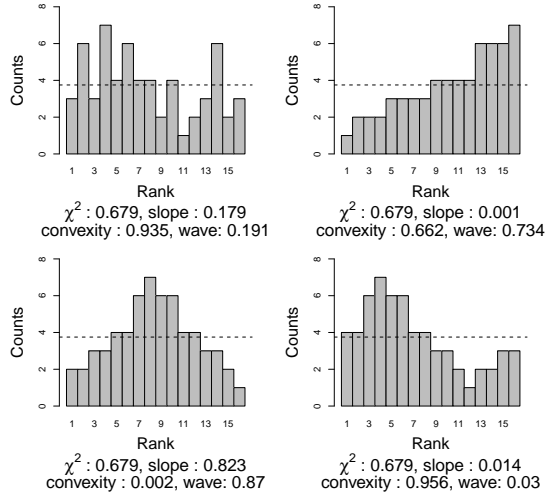 8
6
4
2
0
Counts
1 3 5 7 9 11 13 15
Rank
χ² : 0.679, slope : 0.179
convexity : 0.935, wave: 0.191
8
6
4
2
0
Counts
1 3 5 7 9 11 13 15
Rank
χ² : 0.679, slope : 0.001
convexity : 0.662, wave: 0.734
8
6
4
2
0
Counts
1 3 5 7 9 11 13 15
Rank
χ² : 0.679, slope : 0.823
convexity : 0.002, wave: 0.87
8
6
4
2
0
Counts
1 3 5 7 9 11 13 15
Rank
χ² : 0.679, slope : 0.014
convexity : 0.956, wave: 0.03